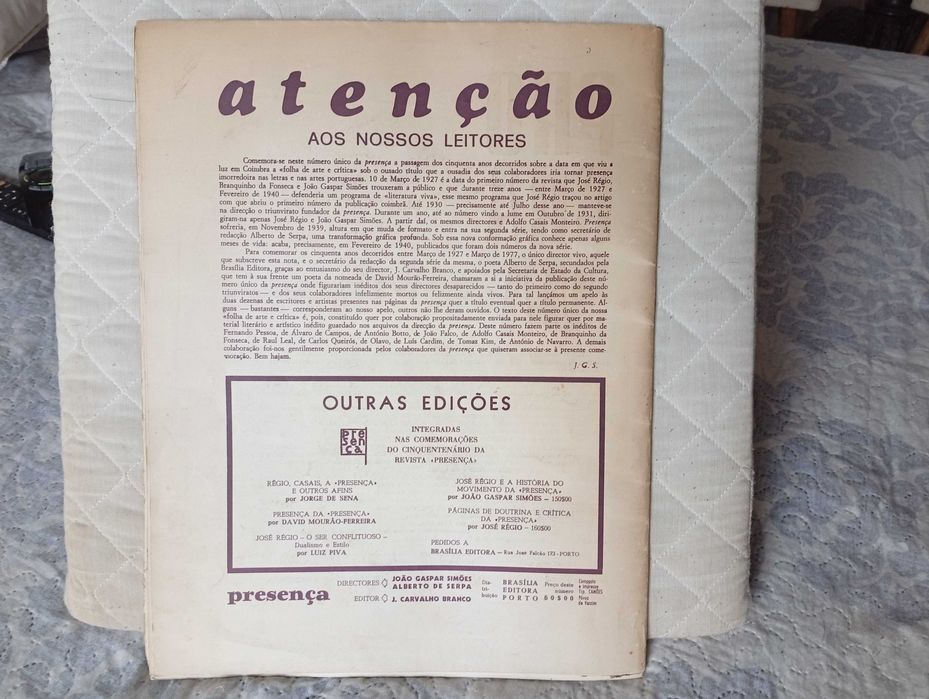 atenção
AOS NOSSOS LEITORES
Comemora-se neste número único da presença a passagem dos cinquenta anos decorridos sobre a data em que viu a
luz em Coimbra a «folha de arte e crítica» sob o ousado título que a ousadia dos seus colaboradores iria tornar presença
imorredoira nas letras e nas artes portuguesas. 10 de Março de 1927 é a data do primeiro número da revista que José Régio,
Branquinho da Fonseca e João Gaspar Simões trouxeram a público e que durante treze anos — entre Março de 1927 e
Fevereiro de 1940 — defenderia um programa de «literatura viva», esse mesmo programa que José Régio traçou no artigo
com que abriu o primeiro número da publicação coimbrã. Até 1930 — precisamente até Julho desse ano — manteve-se
na direcção o triunvirato fundador da presença. Durante um ano, até ao número vindo a lume em Outubro de 1931, diri-
giram-na apenas José Régio e João Gaspar Simões. A partir daí, os mesmos directores e Adolfo Casais Monteiro. Presença
sofreria, em Novembro de 1939, altura em que muda de formato e entra na sua segunda série, tendo como secretário de
redacção Alberto de Serpa, uma transformação gráfica profunda. Sob essa nova conformação gráfica conhece apenas alguns
meses de vida: acaba, precisamente, em Fevereiro de 1940, publicados que foram dois números da nova série.
Para comemorar os cinquenta anos decorridos entre Março de 1927 e Março de 1977, o único director vivo, aquele
que subscreve esta nota, e o secretário da redacção da segunda série da mesma, o poeta Alberto de Serpa, secundados pela
Brasília Editora, graças ao entusiasmo do seu director, J. Carvalho Branco, e apoiados pela Secretaria de Estado da Cultura,
que tem à sua frente um poeta da nomeada de David Mourão-Ferreira, chamaram a si a iniciativa da publicação deste nú-
mero único da presença onde figurariam inéditos dos seus directores desaparecidos — tanto do primeiro como do segundo
triunviratos — e dos seus colaboradores infelizmente mortos ou felizmente ainda vivos. Para tal lançámos um apelo às
duas dezenas de escritores e artistas presentes nas páginas da presença quer a título eventual quer a título permanente. Al-
guns — bastantes — corresponderam ao nosso apelo, outros não lhe deram ouvidos. O texto deste número único da nossa
«folha de arte e crítica» é, pois, constituído quer por colaboração propositadamente enviada para nele figurar quer por ma-
terial literário e artístico inédito guardado nos arquivos da direcção da presença. Deste número fazem parte os inéditos de
Fernando Pessoa, de Álvaro de Campos, de António Botto, de João Falco, de Adolfo Casais Monteiro, de Branquinho da
Fonseca, de Raul Leal, de Carlos Queirós, de Olavo, de Luís Cardim, de Tomaz Kim, de António de Navarro. A demais
colaboração foi-nos gentilmente proporcionada pelos colaboradores da presença que quiseram associar-se à presente come-
moração. Bem hajam.
J. G. S.
OUTRAS EDIÇÕES
pre
sen
ça
INTEGRADAS
NAS COMEMORAÇÕES
DO CINQUENTENÁRIO DA
REVISTA «PRESENÇA»
RÉGIO, CASAIS, A «PRESENÇA»
E OUTROS AFINS
por JORGE DE SENA
PRESENÇA DA «PRESENÇA»
por DAVID MOURÃO-FERREIRA
JOSÉ RÉGIO – O SER CONFLITUOSO –
Dualismo e Estilo
por LUIZ PIVA
JOSÉ RÉGIO E A HISTÓRIA DO
MOVIMENTO DA «PRESENÇA»
por JOÃO GASPAR SIMÕES – 150$00
PÁGINAS DE DOUTRINA E CRÍTICA
DA «PRESENÇA»
por JOSÉ RÉGIO – 160$00
PEDIDOS A
BRASÍLIA EDITORA – Rua José Falcão 173 - PORTO
presença
DIRECTORES JOÃO GASPAR SIMÕES
ALBERTO DE SERPA
EDITOR J. CARVALHO BRANCO
Dis-
tri-
buição
BRASÍLIA
EDITORA
PORTO
Preço deste
número
60$00
Composto
e impresso
Tip. CAMÕES
Póvoa
de Varzim